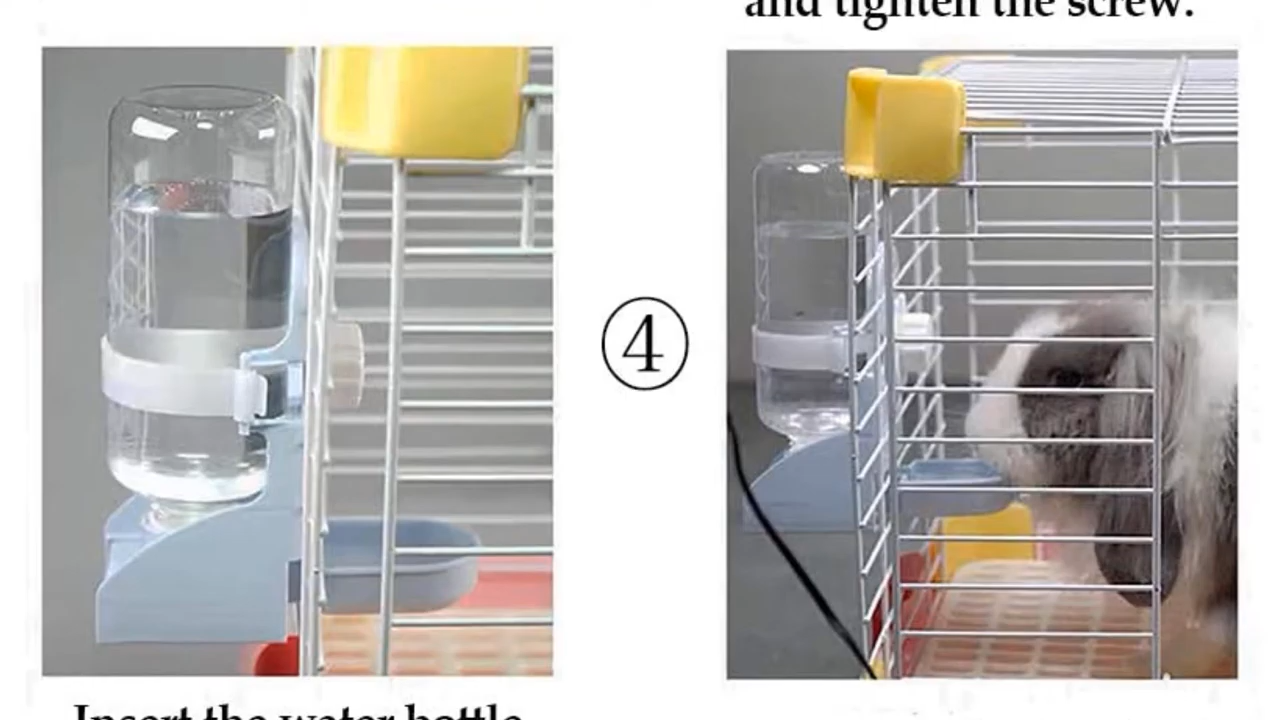 and tighten the screw.
④
Insert the water bottle